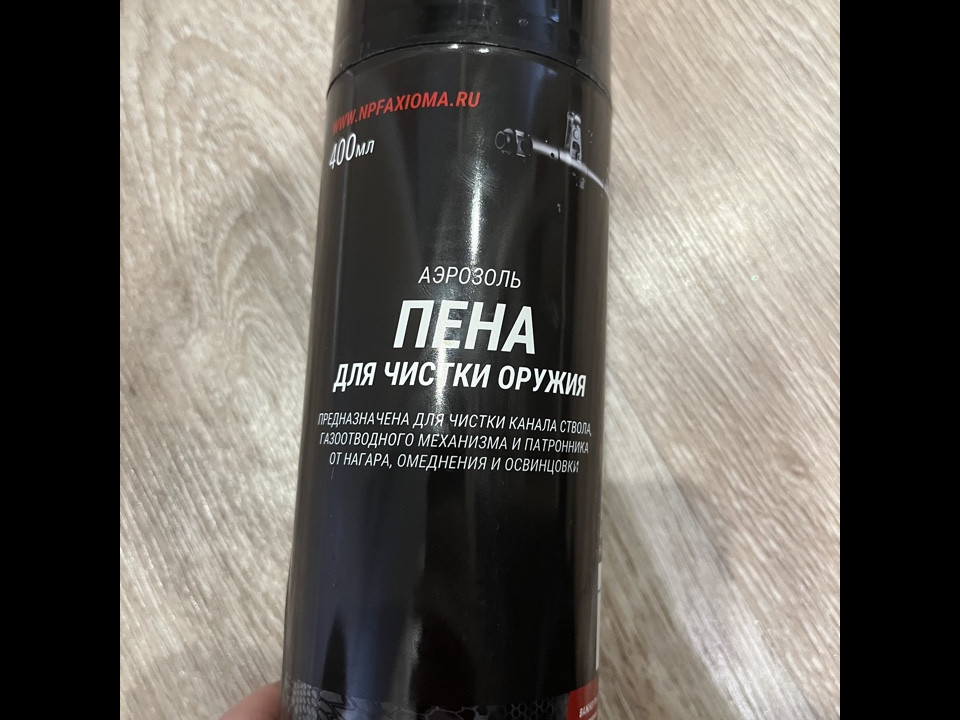 WWW.NPFAXIOMA.RU
400мл
АЭРОЗОЛЬ
ПЕНА
ДЛЯ ЧИСТКИ ОРУЖИЯ
ПРЕДНАЗНАЧЕНА ДЛЯ ЧИСТКИ КАНАЛА СТВОЛА,
ГАЗООТВОДНОГО МЕХАНИЗМА И ПАТРОННИКА
ОТ НАГАРА, ОМЕДНЕНИЯ И ОСВИНЦОВКИ